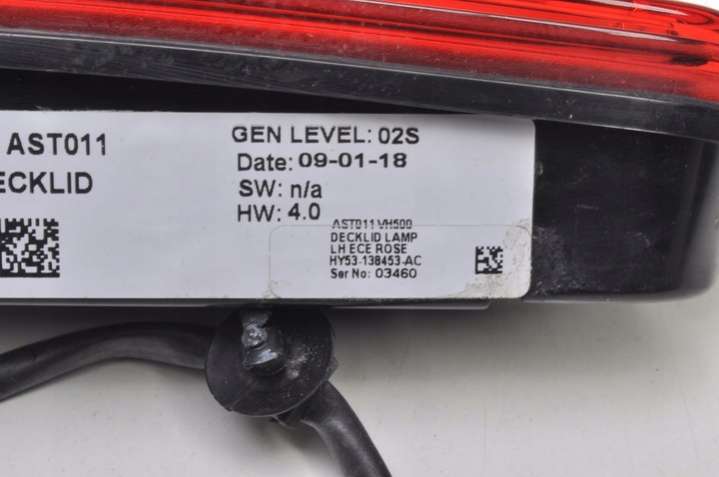 AST011
ECKLID
GEN LEVEL: 02S
Date: 09-01-18
SW: n/a
HW: 4.0
AST011 VH500
DECKLID LAMP
LH ECE ROSE
HY53-138453-AC
Ser No: 03460